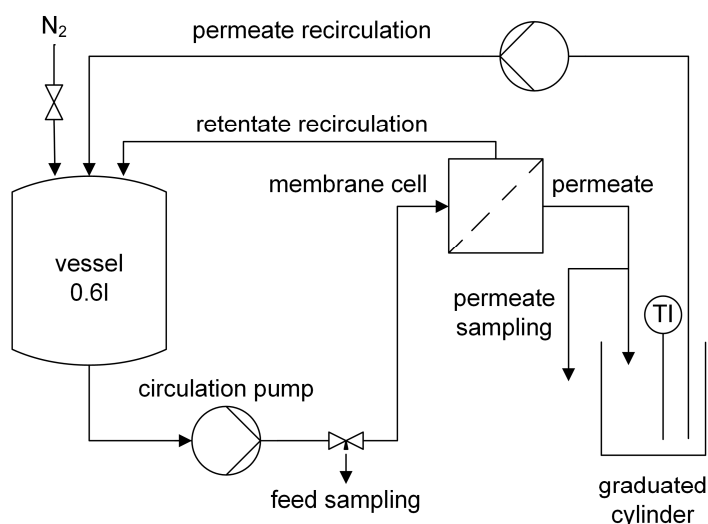 N₂
permeate recirculation
retentate recirculation
membrane cell
permeate
vessel
0.6l
permeate
sampling
TI
circulation pump
feed sampling
graduated
cylinder